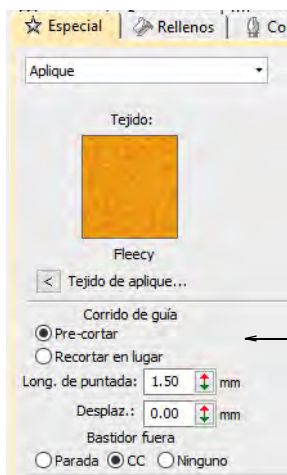 Especial Rellenos Co
Aplique
Tejido:
Fleecy
< Tejido de aplique...
Corrido de guía
Pre-cortar
Recortar en lugar
Long. de puntada: 1.50 mm
Desplaz.: 0.00 mm
Bastidor fuera
Parada CC Ninguno